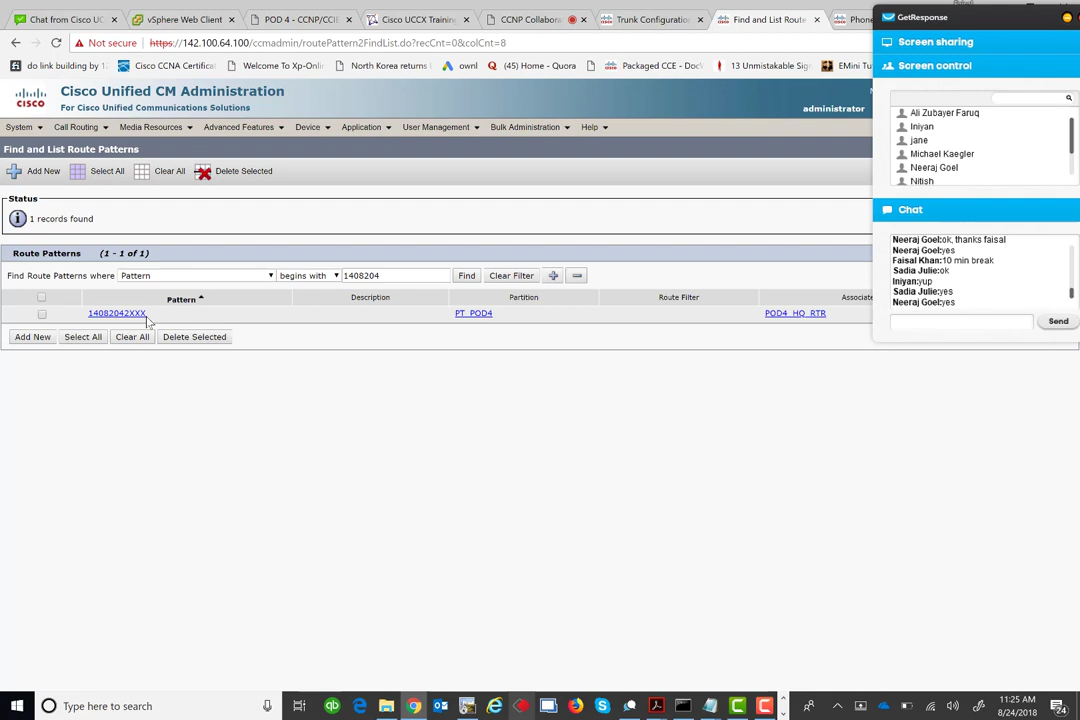 Chat from Cisco UC
vSphere Web Client
POD 4 - CCNP/CCIE
Cisco UCCX Training
CCNP Collabora
Trunk Configuration
Find and List Route
Phone
GetResponse
Not secure
https://142.100.64.100/ccmadmin/routePattern2FindList.do?recCnt=0&colCnt=8
Screen sharing
do link building by 12
Cisco CCNA Certificat
Welcome To Xp-Onli
North Korea returns U
ownl
(45) Home - Quora
Packaged CCE - Doc
13 Unmistakable Sig
EMini Tu
Screen control
Cisco Unified CM Administration
CISCO
For Cisco Unified Communications Solutions
administrator
Ali Zubayer Faruq
Iniyan
jane
Michael Kaegler
Neeraj Goel
Nitish
System
Call Routing
Media Resources
Advanced Features
Device
Application
User Management
Bulk Administration
Help
Find and List Route Patterns
Add New
Select All
Clear All
Delete Selected
Status
1 records found
Chat
Neeraj Goel:ok, thanks faisal
Neeraj Goel:yes
Faisal Khan:10 min break
Sadia Julie:ok
Iniyan:yup
Sadia Julie:yes
Neeraj Goel:yes
Send
Route Patterns (1 - 1 of 1)
Find Route Patterns where Pattern begins with 1408204 Find Clear Filter
Pattern Description Partition Route Filter Associate
14082042XXX PT_POD4 POD4_HQ_RTR
Add New Select All Clear All Delete Selected
Type here to search
11:25 AM
8/24/2018
24